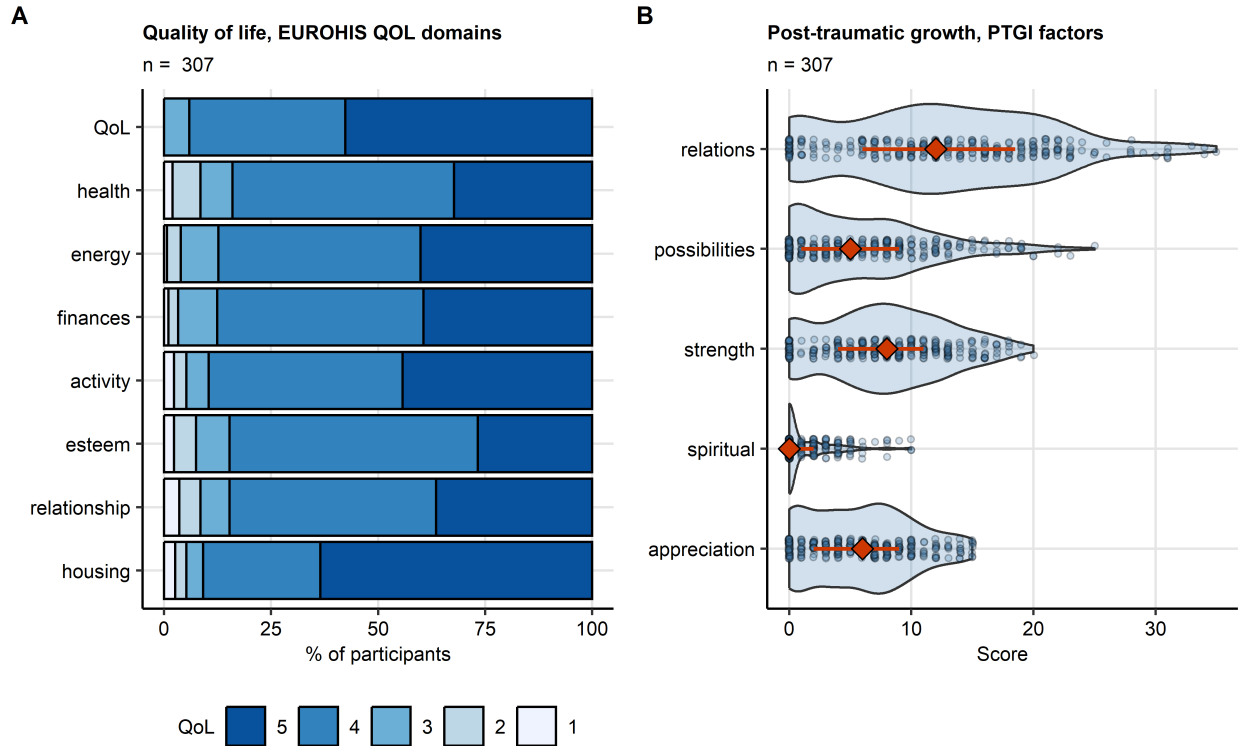 A
Quality of life, EUROHIS QOL domains
n =  307
QoL
health
energy
finances
activity
esteem
relationship
housing
0 25 50 75 100
% of participants
QoL 5 4 3 2 1
B
Post-traumatic growth, PTGI factors
n = 307
relations
possibilities
strength
spiritual
appreciation
0 10 20 30
Score